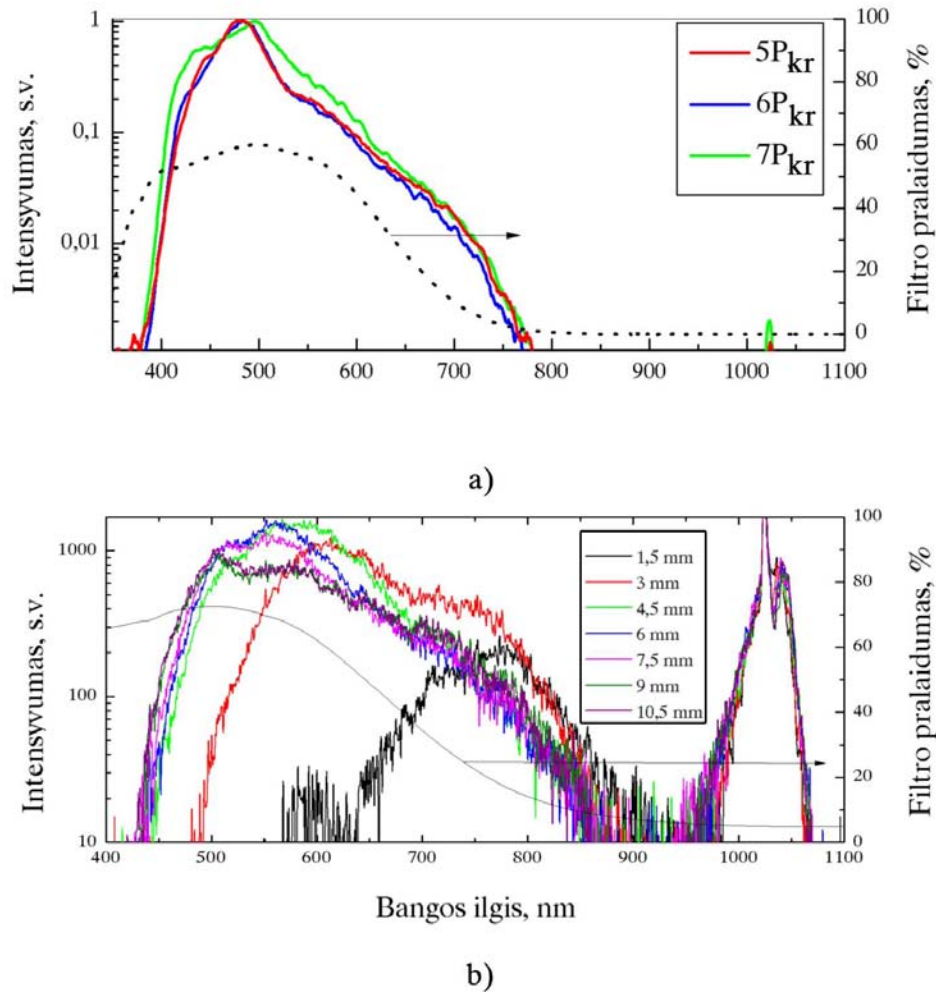 Intensyvumas, s.v.
1
0,1
0,01
5Pkr
6Pkr
7Pkr
100
80
60
40
20
0
Filtro pralaidumas, %
400 500 600 700 800 900 1000 1100
a)
Intensyvumas, s.v.
1000
100
10
1,5 mm
3 mm
4,5 mm
6 mm
7,5 mm
9 mm
10,5 mm
100
80
60
40
20
0
Filtro pralaidumas, %
400 500 600 700 800 900 1000 1100
Bangos ilgis, nm
b)